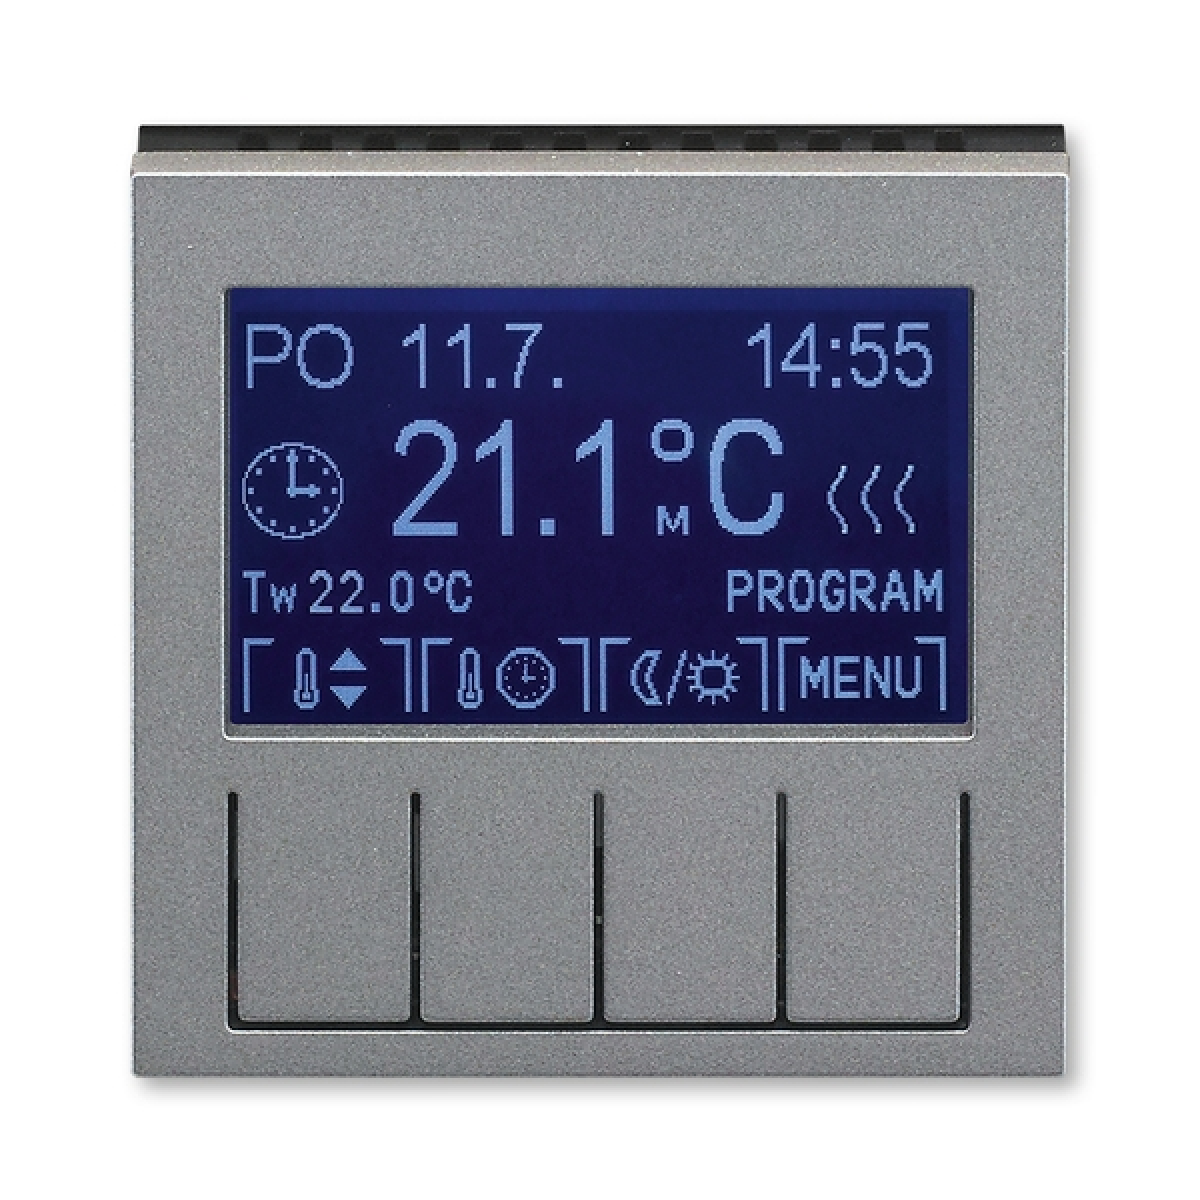 PO 11.7. 14:55
21.1°C
M
Tw 22.0°C PROGRAM
MENU